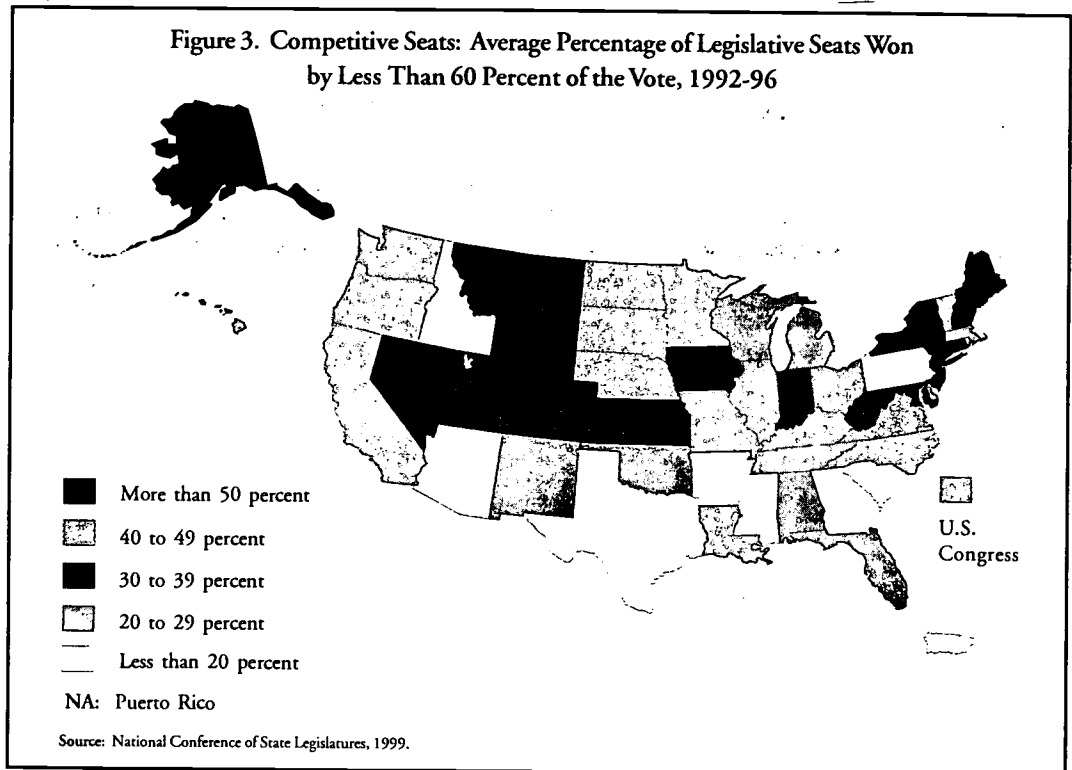 Figure 3. Competitive Seats: Average Percentage of Legislative Seats Won
by Less Than 60 Percent of the Vote, 1992-96
More than 50 percent
40 to 49 percent
30 to 39 percent
20 to 29 percent
Less than 20 percent
NA: Puerto Rico
U.S.
Congress
Source: National Conference of State Legislatures, 1999.